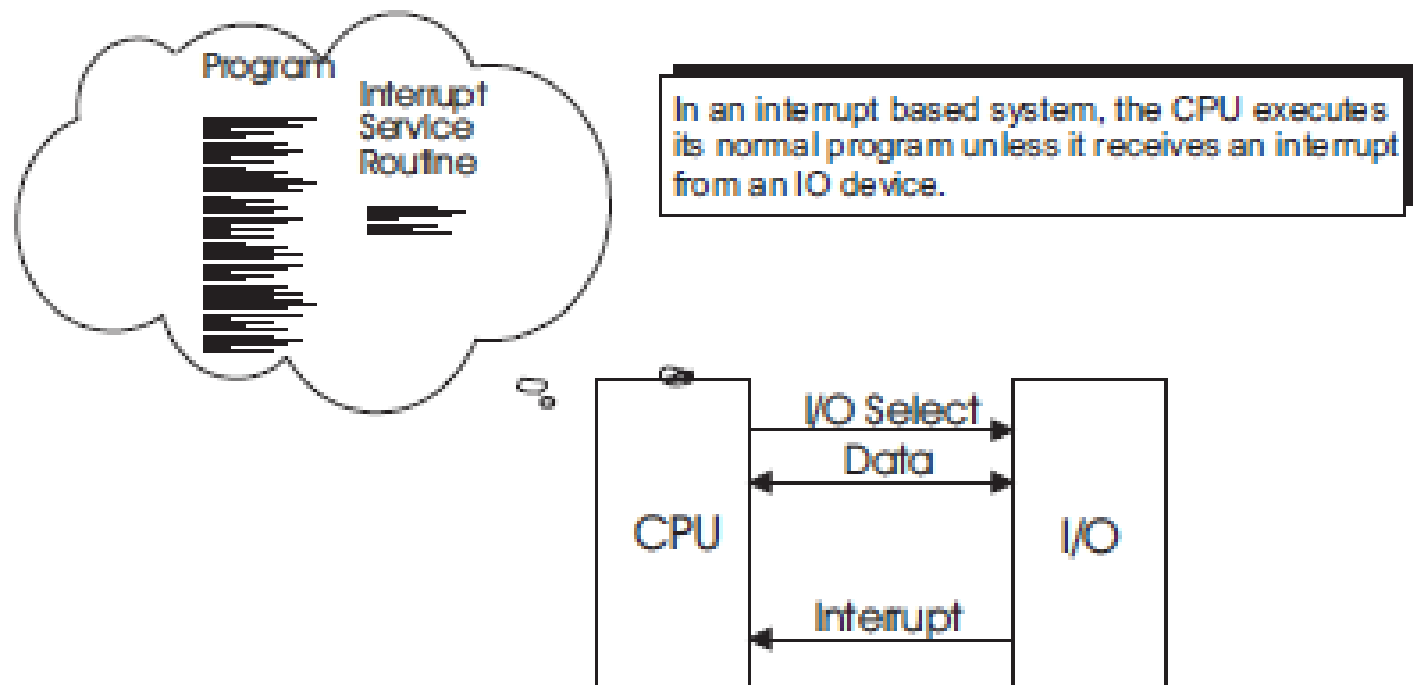 Program
Interrupt
Service
Routine
In an interrupt based system, the CPU executes
its normal program unless it receives an interrupt
from an IO device.
I/O Select
Data
CPU
I/O
Interrupt